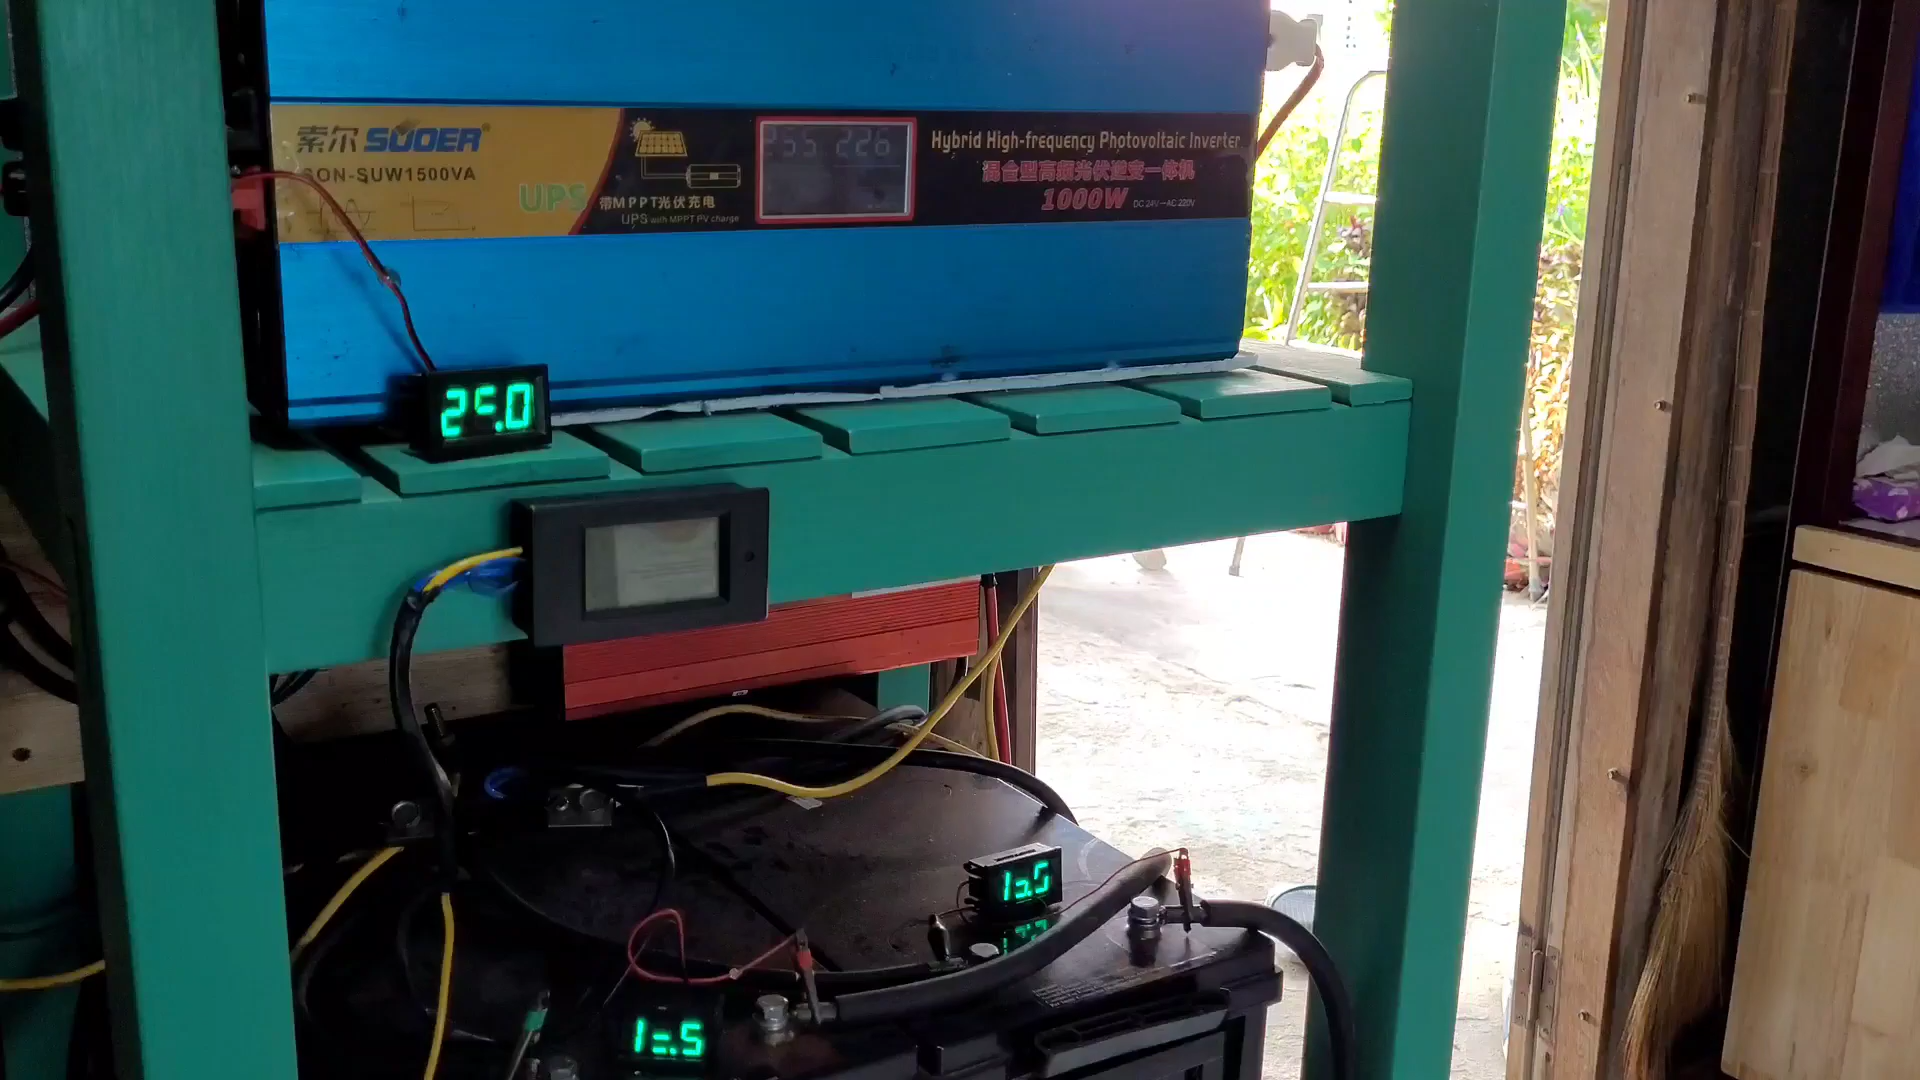 索尔 SUOER®
SON-SUW1500VA
UPS
带MPPT光伏充电
UPS with MPPT PV charge
255 226
Hybrid High-frequency Photovoltaic Inverter
混合型高频光伏逆变一体机
1000W DC 24V-AC 220V
25.0